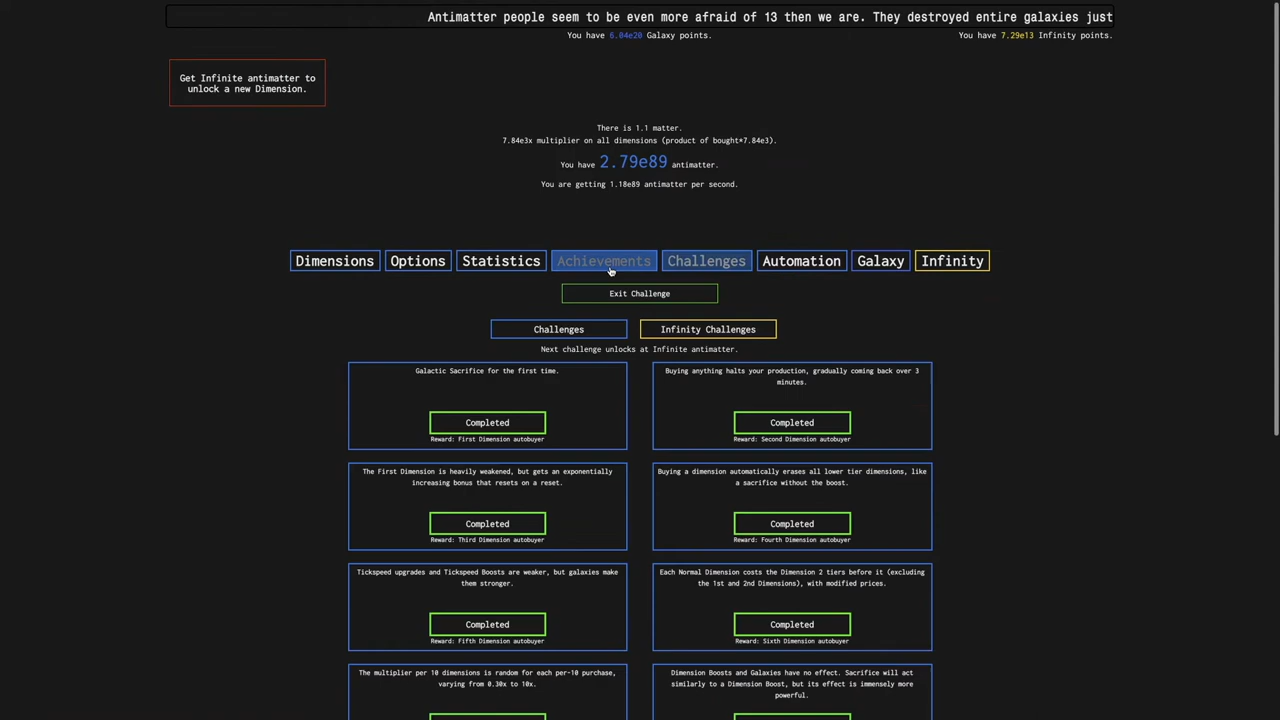 Antimatter people seem to be even more afraid of 13 then we are. They destroyed entire galaxies just
You have 6.04e20 Galaxy points.
You have 7.29e13 Infinity points.
Get Infinite antimatter to
unlock a new Dimension.
There is 1.1 matter.
7.84e3x multiplier on all dimensions (product of bought*7.84e3).
You have 2.79e89 antimatter.
You are getting 1.18e89 antimatter per second.
Dimensions
Options
Statistics
Achievements
Challenges
Automation
Galaxy
Infinity
Exit Challenge
Challenges
Infinity Challenges
Next challenge unlocks at Infinite antimatter.
Galactic Sacrifice for the first time.
Completed
Reward: First Dimension autobuyer
Buying anything halts your production, gradually coming back over 3
minutes.
Completed
Reward: Second Dimension autobuyer
The First Dimension is heavily weakened, but gets an exponentially
increasing bonus that resets on a reset.
Completed
Reward: Third Dimension autobuyer
Buying a dimension automatically erases all lower tier dimensions, like
a sacrifice without the boost.
Completed
Reward: Fourth Dimension autobuyer
Tickspeed upgrades and Tickspeed Boosts are weaker, but galaxies make
them stronger.
Completed
Reward: Fifth Dimension autobuyer
Each Normal Dimension costs the Dimension 2 tiers before it (excluding
the 1st and 2nd Dimensions), with modified prices.
Completed
Reward: Sixth Dimension autobuyer
The multiplier per 10 dimensions is random for each per-10 purchase,
varying from 0.30x to 10x.
Dimension Boosts and Galaxies have no effect. Sacrifice will act
similarly to a Dimension Boost, but its effect is immensely more
powerful.